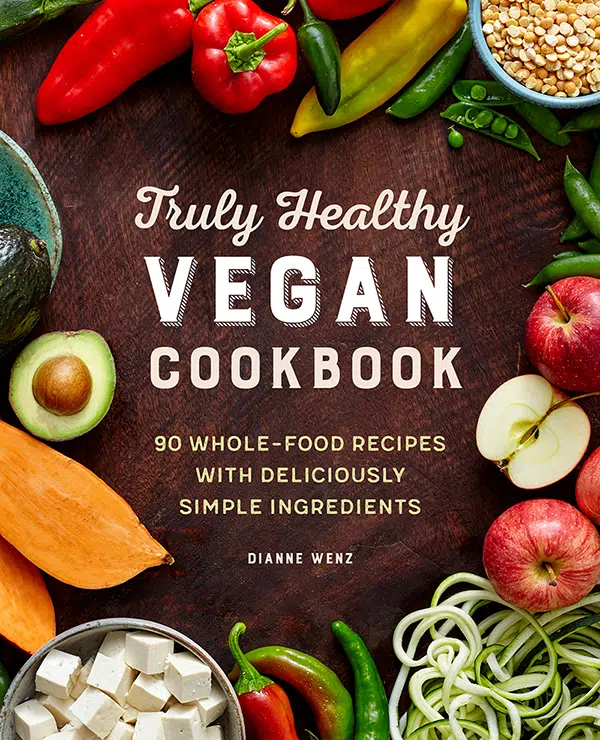 Truly Healthy
VEGAN
COOKBOOK
90 WHOLE-FOOD RECIPES
WITH DELICIOUSLY
SIMPLE INGREDIENTS
DIANNE WENZ